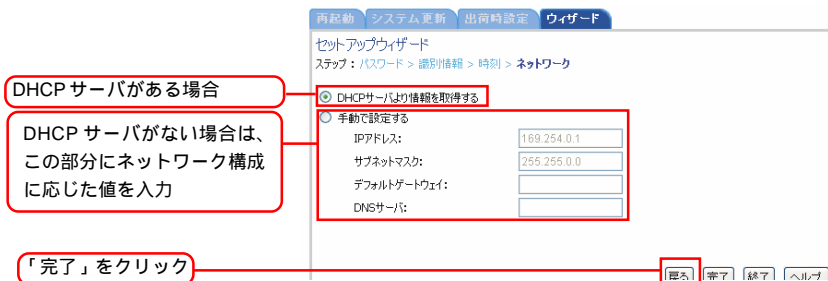 再起動 システム更新 出荷時設定 ウィザード
セットアップウィザード
ステップ：パスワード > 識別情報 > 時刻 > ネットワーク
DHCPサーバがある場合
DHCPサーバより情報を取得する
DHCP サーバがない場合は、
この部分にネットワーク構成
に応じた値を入力
手動で設定する
IPアドレス: 169.254.0.1
サブネットマスク: 255.255.0.0
デフォルトゲートウェイ:
DNSサーバ:
「完了」をクリック
戻る 完了 終了 ヘルプ